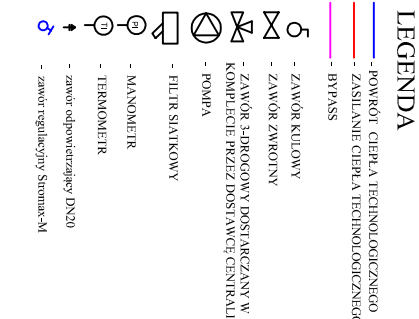 LEGENDA
- POWRÓT CIEPŁA TECHNOLOGICZNEGO
- ZASILANIE CIEPŁA TECHNOLOGICZNEGO
- BYPASS
- ZAWÓR KULOWY
- ZAWÓR ZWROTNY
- ZAWÓR 3-DROGOWY DOSTARCZANY W
KOMPLECIE PRZEZ DOSTAWCĘ CENTRALI
- POMPA
- FILTR SIATKOWY
PI - MANOMETR
TI - TERMOMETR
- zawór odpowietrzający DN20
- zawór regulacyjny Stromax-M